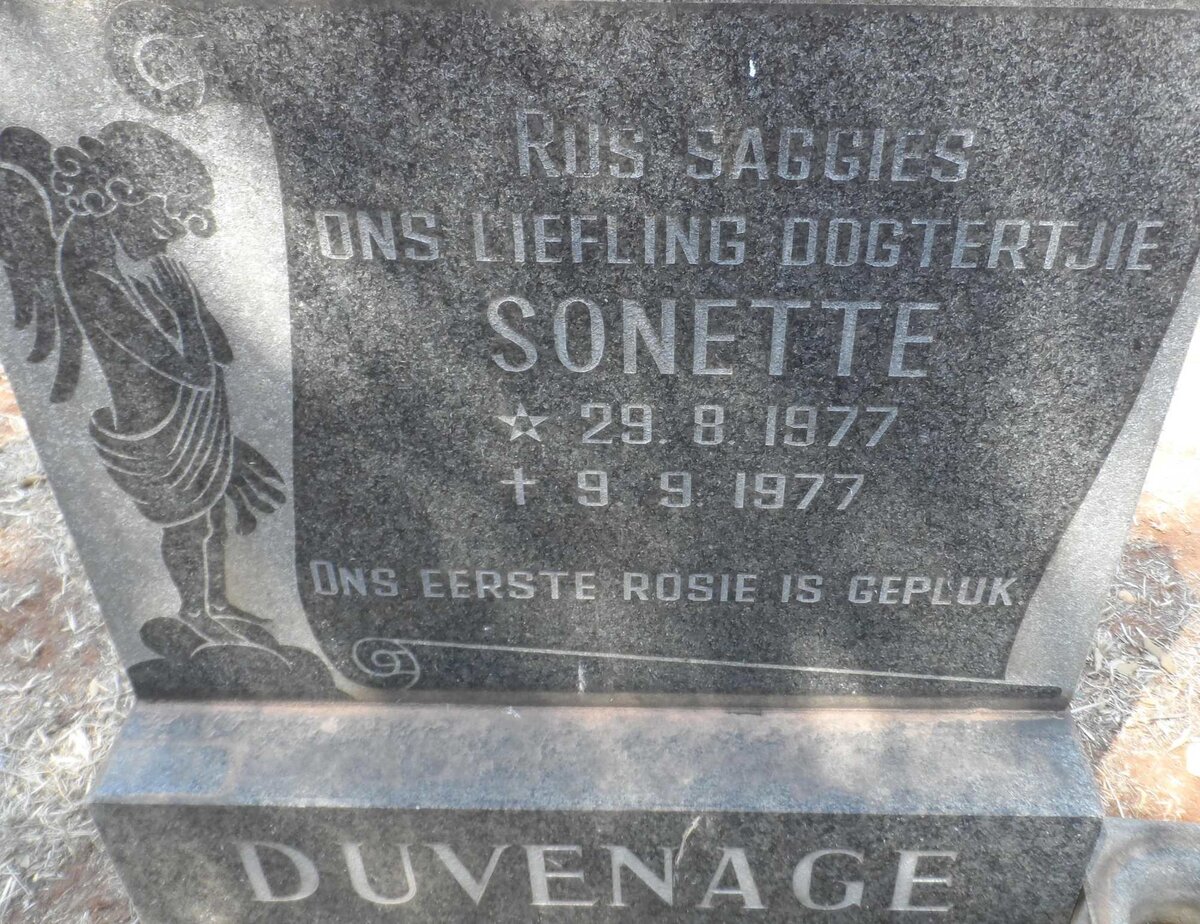 RUS SAGGIES
ONS LIEFLING DOGTERTJIE
SONETTE
☆ 29. 8. 1977
✝ 9. 9. 1977
ONS EERSTE ROSIE IS GEPLUK.
DUVENAGE